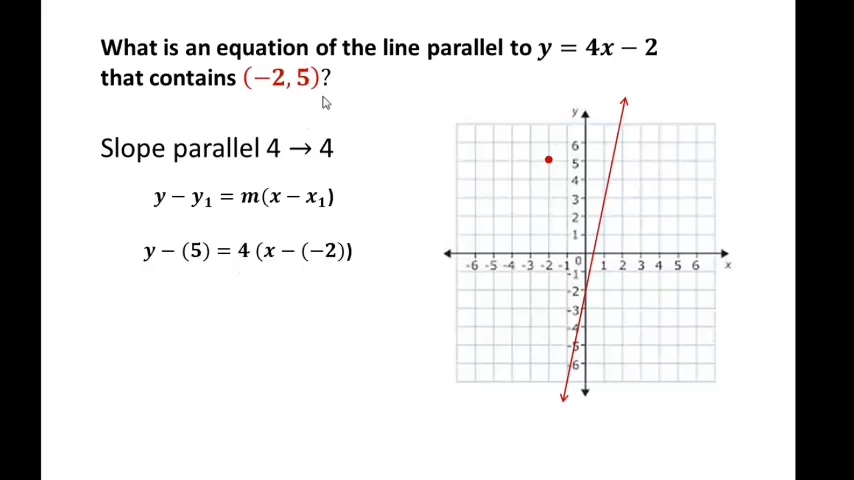 What is an equation of the line parallel to y = 4x − 2
that contains (−2, 5)?
Slope parallel 4 → 4
y − y₁ = m(x − x₁)
y − (5) = 4 (x − (−2))
y
6
5
4
3
2
1
-6 -5 -4 -3 -2 -1 0 1 2 3 4 5 6 x
-1
-2
-3
-4
-5
-6